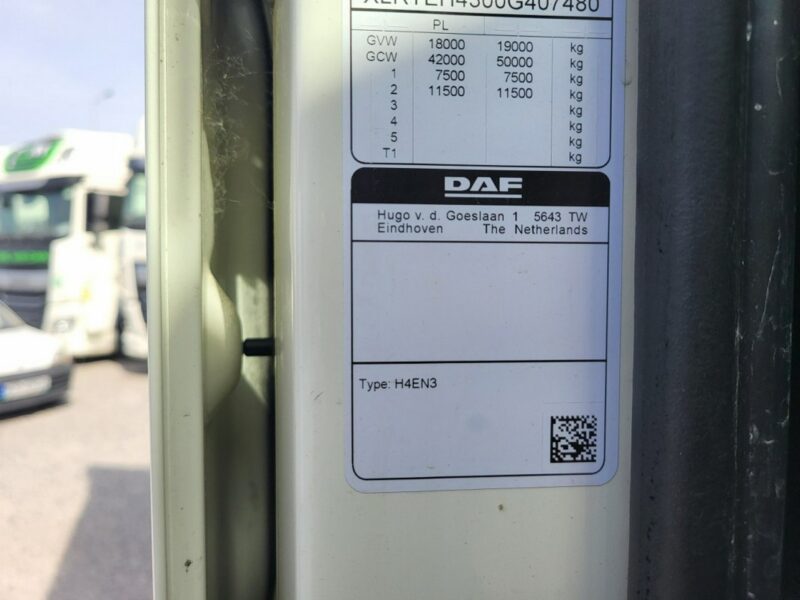 XLRTEH4300G407480
PL
GVW 18000 19000 kg
GCW 42000 50000 kg
1 7500 7500 kg
2 11500 11500 kg
3 kg
4 kg
5 kg
T1 kg
DAF
Hugo v. d. Goeslaan 1 5643 TW
Eindhoven The Netherlands
Type: H4EN3